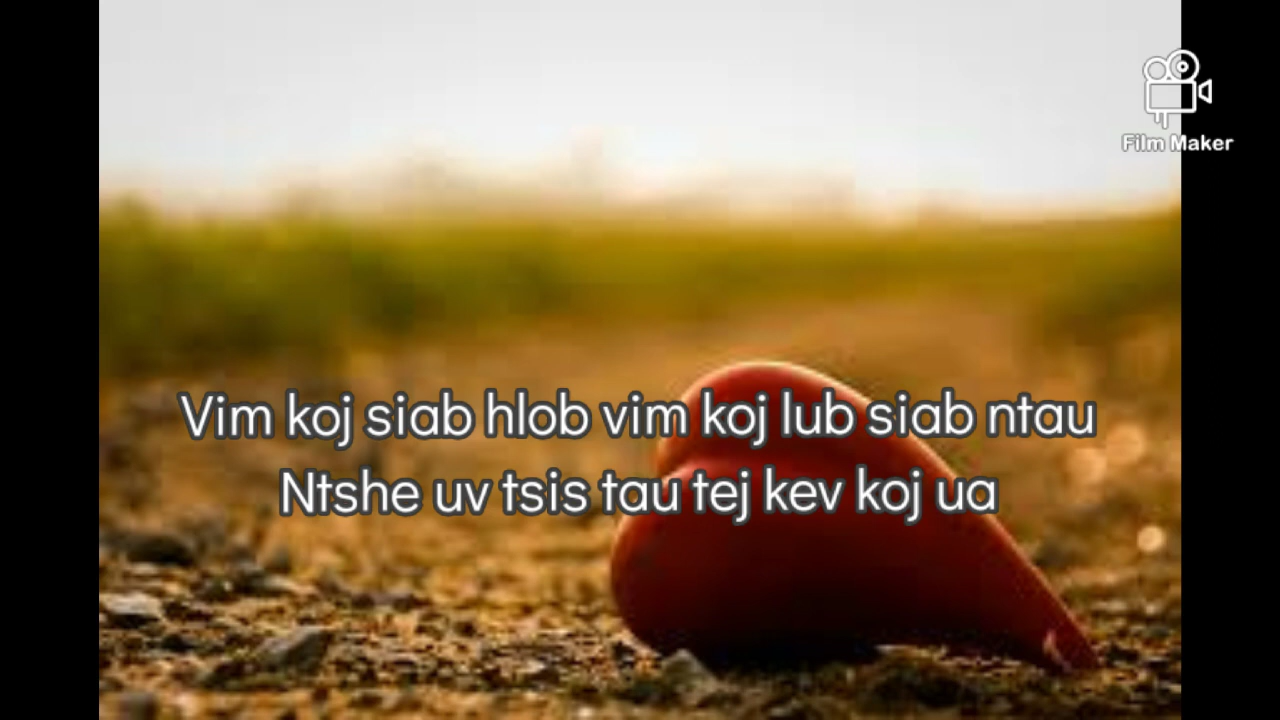 Film Maker
Vim koj siab hlob vim koj lub siab ntau
Ntshe uv tsis tau tej kev koj ua